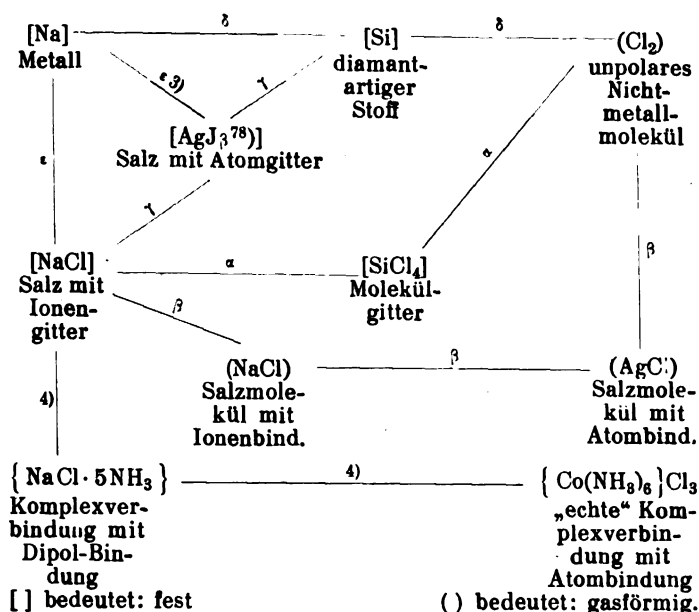 [Na] δ [Si] δ (Cl₂)
Metall
diamant-
artiger
Stoff
unpolares
Nicht-
metall-
molekül
ε 3) γ
[AgJβ⁷⁸)]
Salz mit Atomgitter
ε
γ
α
β
[NaCl] α [SiCl₄]
Salz mit
Ionen-
gitter
Molekül-
gitter
β
(NaCl) β (AgCl)
Salzmole-
kül mit
Ionenbind.
Salzmole-
kül mit
Atombind.
4)
{NaCl · 5NH₃} 4) {Co(NH₃)₆}Cl₃
Komplexver-
bindung mit
Dipol-Bin-
dung
„echte“ Kom-
plexverbin-
dung mit
Atombindung
[ ] bedeutet: fest ( ) bedeutet: gasförmig.